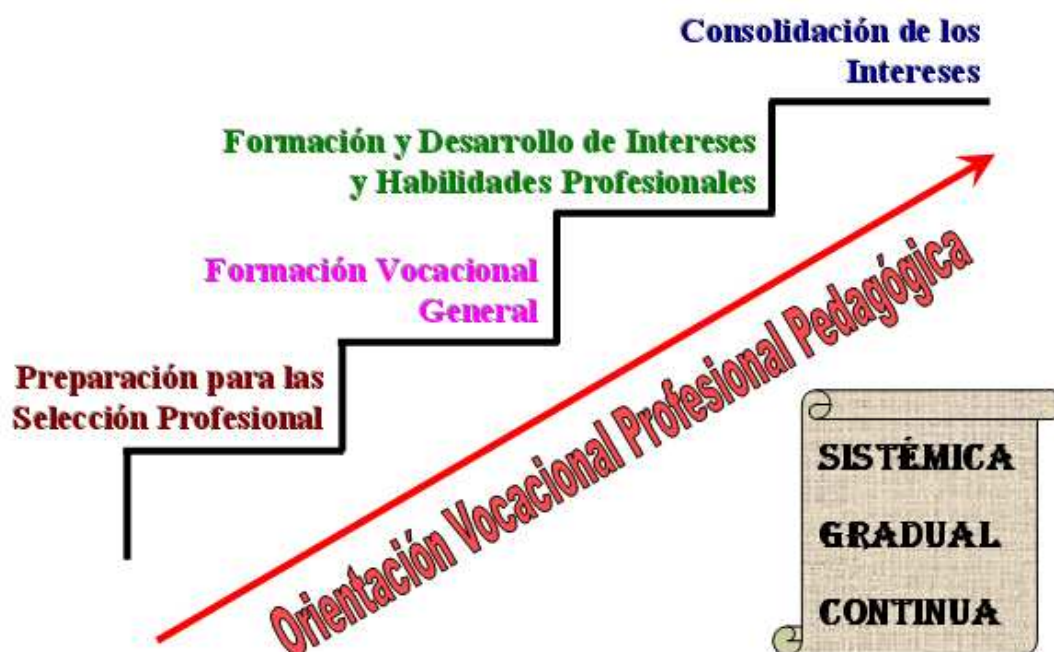 Consolidación de los
Intereses
Formación y Desarrollo de Intereses
y Habilidades Profesionales
Formación Vocacional
General
Preparación para las
Selección Profesional
Orientación Vocacional Profesional Pedagógica
SISTÉMICA
GRADUAL
CONTINUA